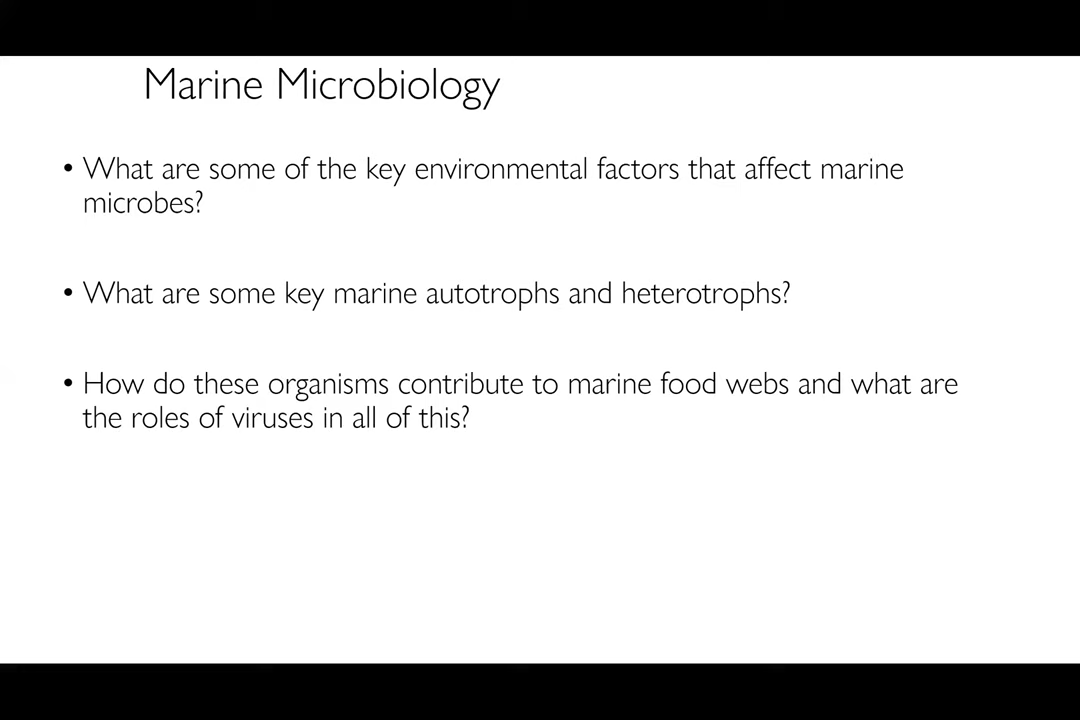 Marine Microbiology
• What are some of the key environmental factors that affect marine
microbes?
• What are some key marine autotrophs and heterotrophs?
• How do these organisms contribute to marine food webs and what are
the roles of viruses in all of this?